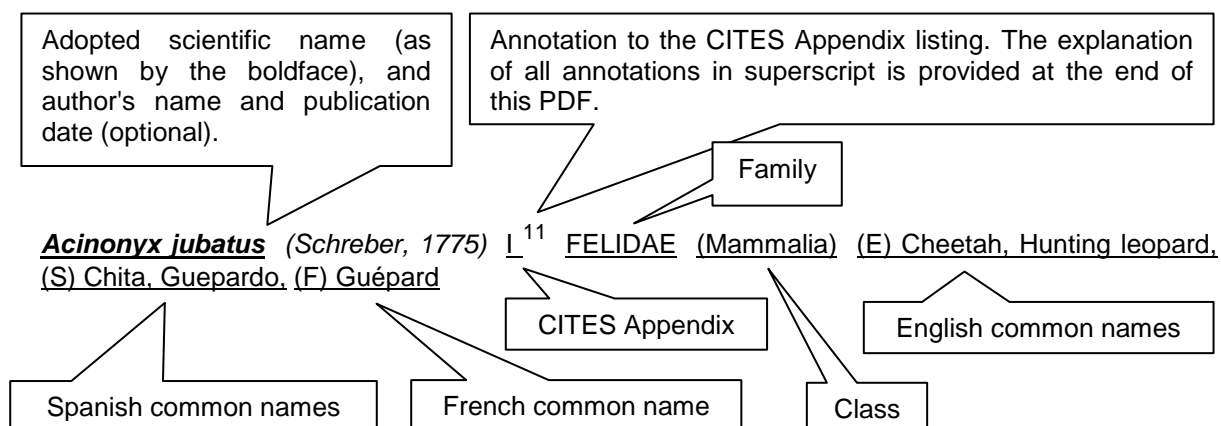 Adopted scientific name (as
shown by the boldface), and
author's name and publication
date (optional).
Annotation to the CITES Appendix listing. The explanation
of all annotations in superscript is provided at the end of
this PDF.
Family
Acinonyx jubatus (Schreber, 1775) I 11 FELIDAE (Mammalia) (E) Cheetah, Hunting leopard,
(S) Chita, Guepardo, (F) Guépard
CITES Appendix
English common names
Spanish common names
French common name
Class